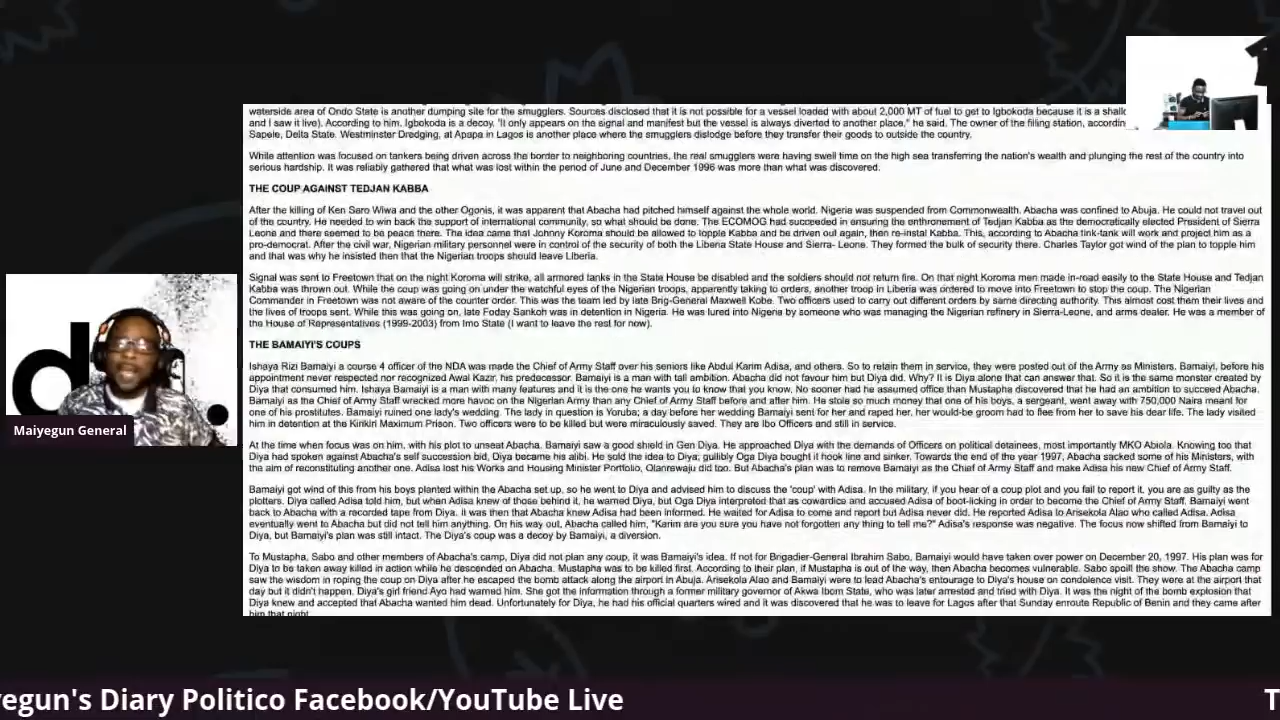 waterside area of Ondo State is another dumping site for the smugglers. Sources disclosed that it is not possible for a vessel loaded with about 2,000 MT of fuel to get to Igbokoda because it is a shallo
and I saw it live). According to him. Igbokoda is a decoy. "It only appears on the signal and manifest but the vessel is always diverted to another place," he said. The owner of the filling station, accordin
Sapele, Delta State. Westminster Dredging, at Apapa in Lagos is another place where the smugglers dislodge before they transfer their goods to outside the country.
While attention was focused on tankers being driven across the border to neighboring countries, the real smugglers were having swell time on the high sea transferring the nation's wealth and plunging the rest of the country into
serious hardship. It was reliably gathered that what was lost within the period of June and December 1996 was more than what was discovered.
THE COUP AGAINST TEDJAN KABBA
After the killing of Ken Saro Wiwa and the other Ogonis, it was apparent that Abacha had pitched himself against the whole world. Nigeria was suspended from Commonwealth. Abacha was confined to Abuja. He could not travel out
of the country. He needed to win back the support of international community, so what should be done. The ECOMOG had succeeded in ensuring the enthronement of Tedjan Kabba as the democratically elected President of Sierra
Leone and there seemed to be peace there. The idea came that Johnny Koroma should be allowed to topple Kabba and be driven out again, then re-instal Kabba. This, according to Abacha tink-tank will work and project him as a
pro-democrat. After the civil war, Nigerian military personnel were in control of the security of both the Liberia State House and Sierra- Leone. They formed the bulk of security there. Charles Taylor got wind of the plan to topple him
and that was why he insisted then that the Nigerian troops should leave Liberia.
Signal was sent to Freetown that on the night Koroma will strike, all armored tanks in the State House be disabled and the soldiers should not return fire. On that night Koroma men made in-road easily to the State House and Tedjan
Kabba was thrown out. While the coup was going on under the watchful eyes of the Nigerian troops, apparently taking to orders, another troop in Liberia was ordered to move into Freetown to stop the coup. The Nigerian
Commander in Freetown was not aware of the counter order. This was the team led by late Brig-General Maxwell Kobe. Two officers used to carry out different orders by same directing authority. This almost cost them their lives and
the lives of troops sent. While this was going on, late Foday Sankoh was in detention in Nigeria. He was lured into Nigeria by someone who was managing the Nigerian refinery in Sierra-Leone, and arms dealer. He was a member of
the House of Representatives (1999-2003) from Imo State (I want to leave the rest for now).
THE BAMAIYI'S COUPS
Ishaya Rizi Bamaiyi a course 4 officer of the NDA was made the Chief of Army Staff over his seniors like Abdul Karim Adisa, and others. So to retain them in service, they were posted out of the Army as Ministers. Bamaiyi, before his
appointment never respected nor recognized Awal Kazir, his predecessor. Bamaiyi is a man with tall ambition. Abacha did not favour him but Diya did. Why? It is Diya alone that can answer that. So it is the same monster created by
Diya that consumed him. Ishaya Bamaiyi is a man with many features and it is the one he wants you to know that you know. No sooner had he assumed office than Mustapha discovered that he had an ambition to succeed Abacha.
Bamaiyi as the Chief of Army Staff wrecked more havoc on the Nigerian Army than any Chief of Army Staff before and after him. He stole so much money that one of his boys, a sergeant, went away with 750,000 Naira meant for
one of his prostitutes. Bamaiyi ruined one lady's wedding. The lady in question is Yoruba; a day before her wedding Bamaiyi sent for her and raped her, her would-be groom had to flee from her to save his dear life. The lady visited
him in detention at the Kirikiri Maximum Prison. Two officers were to be killed but were miraculously saved. They are Ibo Officers and still in service.
At the time when focus was on him, with his plot to unseat Abacha. Bamaiyi saw a good shield in Gen Diya. He approached Diya with the demands of Officers on political detainees, most importantly MKO Abiola. Knowing too that
Diya had spoken against Abacha's self succession bid, Diya became his alibi. He sold the idea to Diya; gullibly Oga Diya bought it hook line and sinker. Towards the end of the year 1997, Abacha sacked some of his Ministers, with
the aim of reconstituting another one. Adisa lost his Works and Housing Minister Portfolio, Olanrewaju did too. But Abacha's plan was to remove Bamaiyi as the Chief of Army Staff and make Adisa his new Chief of Army Staff.
Bamaiyi got wind of this from his boys planted within the Abacha set up, so he went to Diya and advised him to discuss the 'coup' with Adisa. In the military, if you hear of a coup plot and you fail to report it, you are as guilty as the
plotters. Diya called Adisa told him, but when Adisa knew of those behind it, he warned Diya, but Oga Diya interpreted that as cowardice and accused Adisa of boot-licking in order to become the Chief of Army Staff. Bamaiyi went
back to Abacha with a recorded tape from Diya. It was then that Abacha knew Adisa had been informed. He waited for Adisa to come and report but Adisa never did. He reported Adisa to Arisekola Alao who called Adisa. Adisa
eventually went to Abacha but did not tell him anything. On his way out, Abacha called him, "Karim are you sure you have not forgotten any thing to tell me?" Adisa's response was negative. The focus now shifted from Bamaiyi to
Diya, but Bamaiyi's plan was still intact. The Diya's coup was a decoy by Bamaiyi, a diversion.
To Mustapha, Sabo and other members of Abacha's camp, Diya did not plan any coup, it was Bamaiyi's idea. If not for Brigadier-General Ibrahim Sabo, Bamaiyi would have taken over power on December 20, 1997. His plan was for
Diya to be taken away killed in action while he descended on Abacha. Mustapha was to be killed first. According to their plan, if Mustapha is out of the way, then Abacha becomes vulnerable. Sabo spoilt the show. The Abacha camp
saw the wisdom in roping the coup on Diya after he escaped the bomb attack along the airport in Abuja. Arisekola Alao and Bamaiyi were to lead Abacha's entourage to Diya's house on condolence visit. They were at the airport that
day but it didn't happen. Diya's girl friend Ayo had warned him. She got the information through a former military governor of Akwa Ibom State, who was later arrested and tried with Diya. It was the night of the bomb explosion that
Diya knew and accepted that Abacha wanted him dead. Unfortunately for Diya, he had his official quarters wired and it was discovered that he was to leave for Lagos after that Sunday enroute Republic of Benin and they came after
him that night
d
Maiyegun General
yegun's Diary Politico Facebook/YouTube Live
T